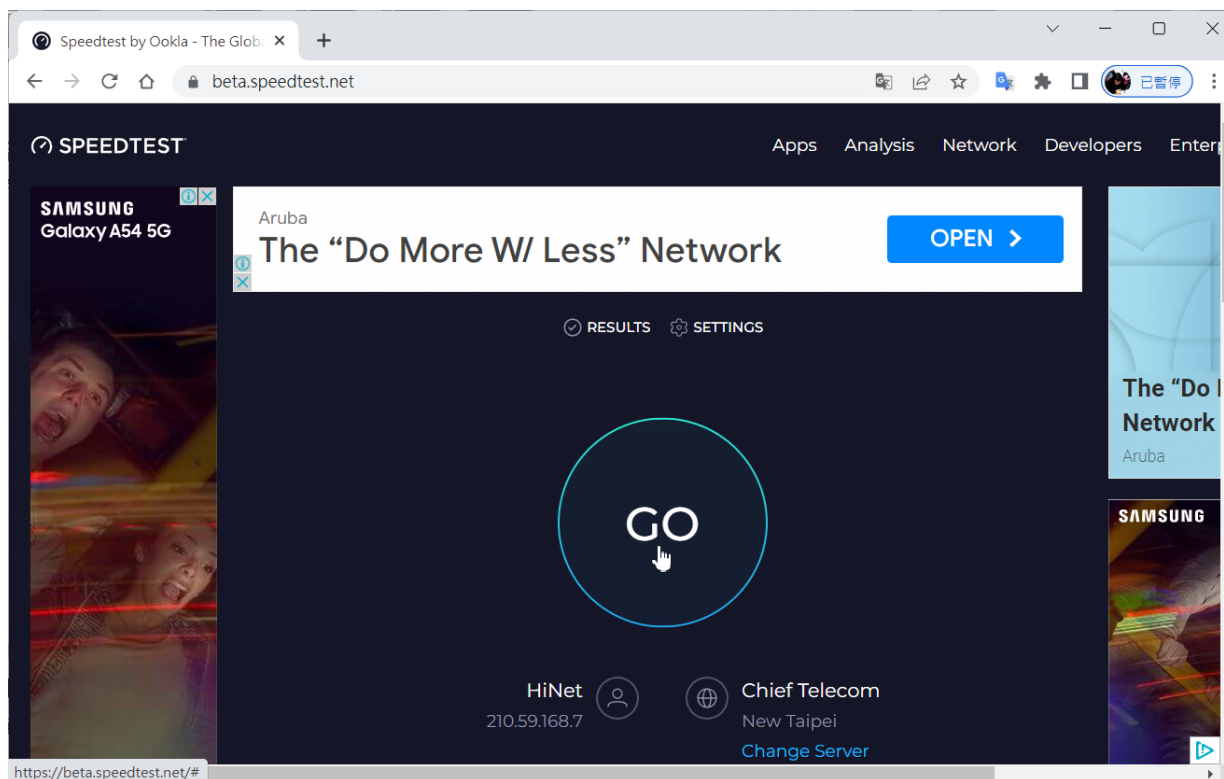 Speedtest by Ookla - The Glob
beta.speedtest.net
已暫停
SPEEDTEST
Apps Analysis Network Developers Enter
SAMSUNG
Galaxy A54 5G
Aruba
The “Do More W/ Less” Network
OPEN
RESULTS SETTINGS
The “Do
Network
Aruba
GO
SAMSUNG
HiNet
210.59.168.7
Chief Telecom
New Taipei
Change Server
https://beta.speedtest.net/#